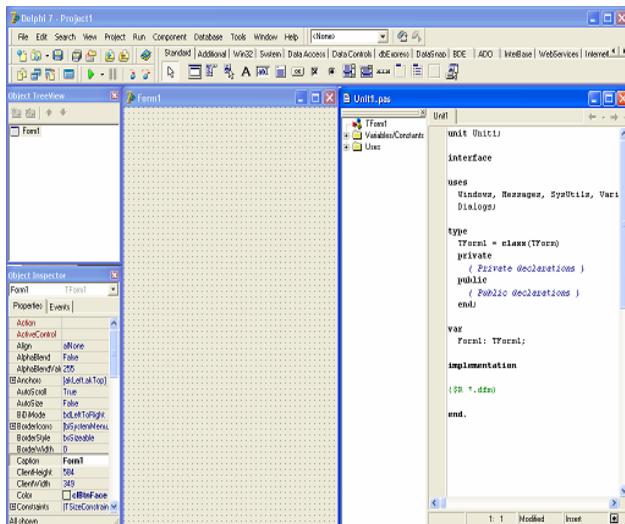 Delphi 7 - Project1
File Edit Search View Project Run Component Database Tools Window Help <None>
Standard Additional Win32 System Data Access Data Controls dbExpress DataSnap BDE ADO InterBase WebServices Internet
Object TreeView
Form1
Form1
Unit1.pas
TForm1
Variables/Constants
Uses
Unit1
unit Unit1;
interface
uses
Windows, Messages, SysUtils, Vari
Dialogs;
type
TForm1 = class(TForm)
private
{ Private declarations }
public
{ Public declarations }
end;
var
Form1: TForm1;
implementation
{$R *.dfm}
end.
1: 1 Modified Insert
Object Inspector
Form1 TForm1
Properties Events
Action
ActiveControl
Align alNone
AlphaBlend False
AlphaBlendVal 255
Anchors [akLeft,akTop]
AutoScroll True
AutoSize False
BiDiMode bdLeftToRight
BorderIcons [biSystemMenu,
BorderStyle bsSizeable
BorderWidth 0
Caption Form1
ClientHeight 584
ClientWidth 349
Color clBtnFace
Constraints (TSizeConstrain
All shown